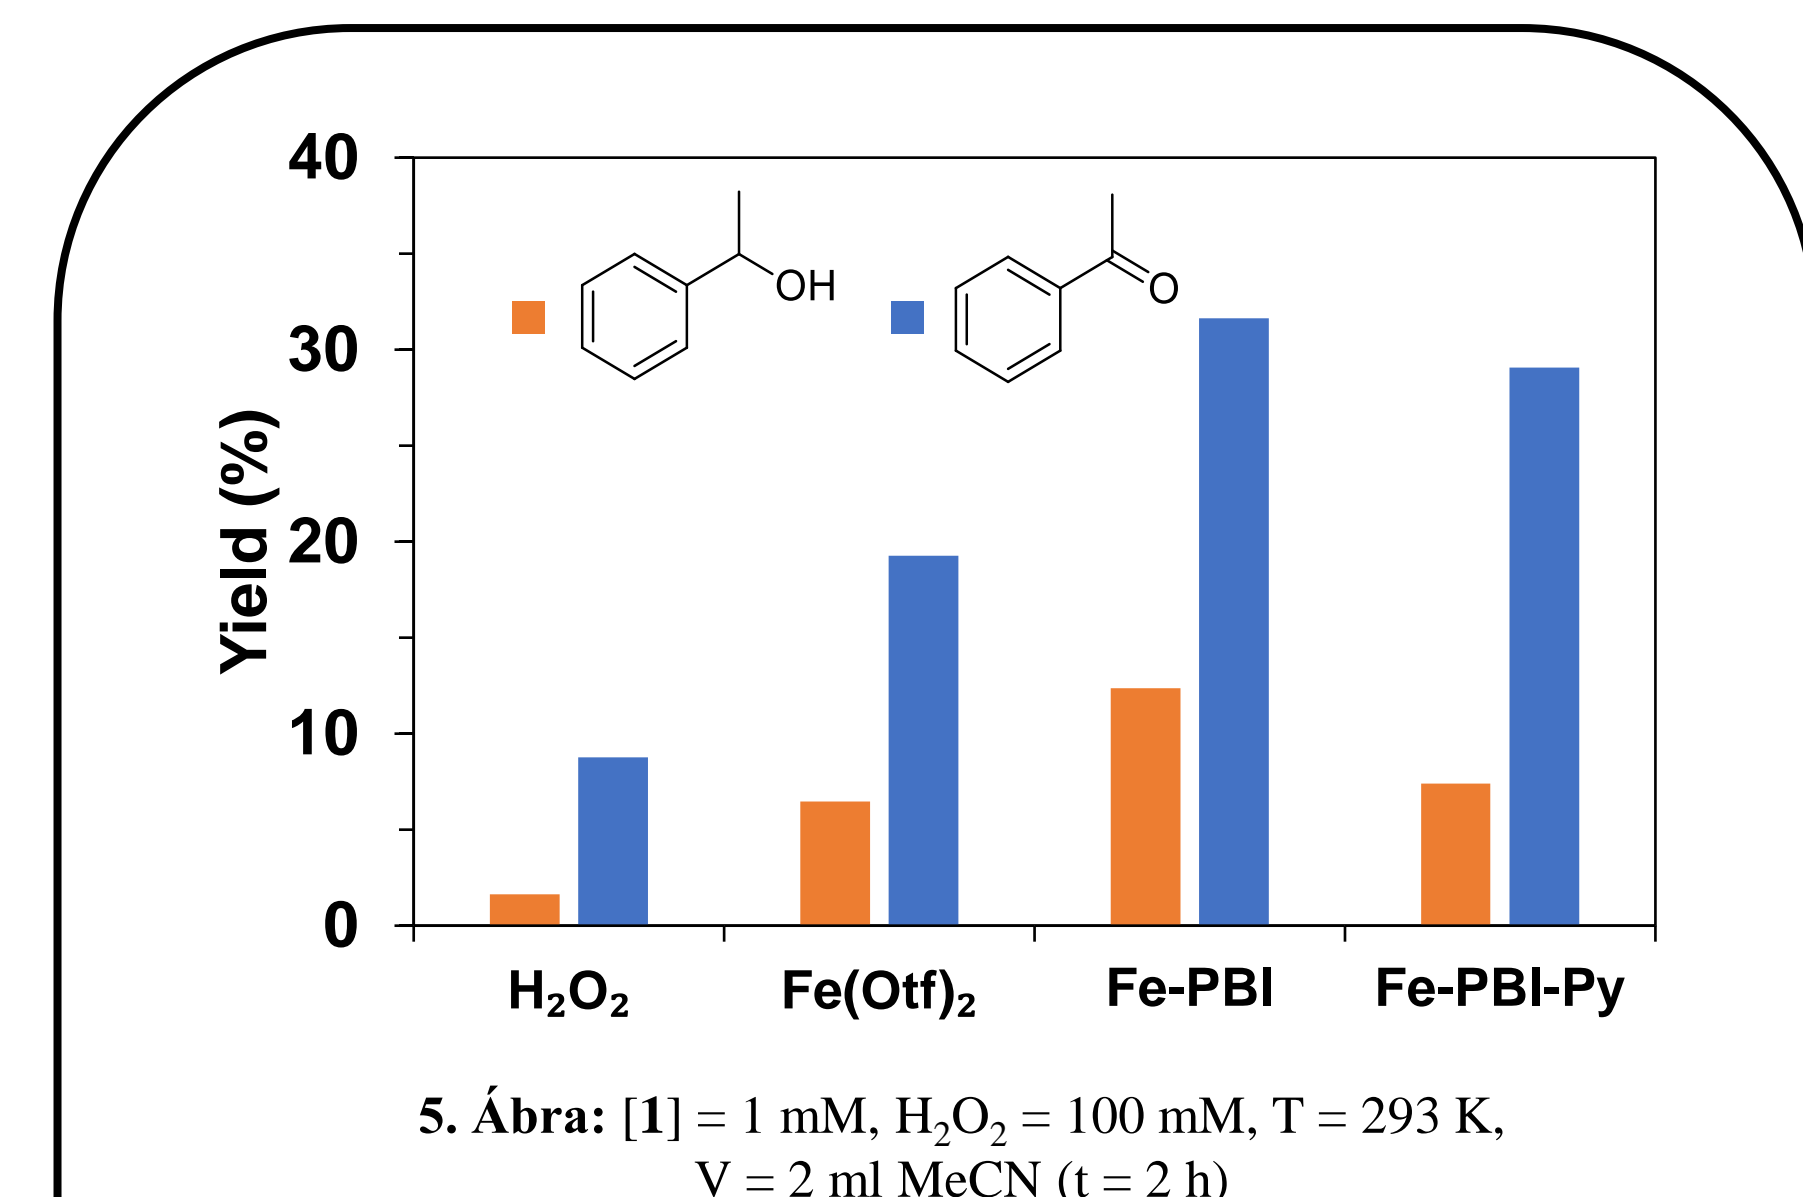 40
30
20
10
0
Yield (%)
OH
O
H₂O₂
Fe(Otf)₂
Fe-PBI
Fe-PBI-Py
5. Ábra: [1] = 1 mM, H₂O₂ = 100 mM, T = 293 K,
V = 2 ml MeCN (t = 2 h)